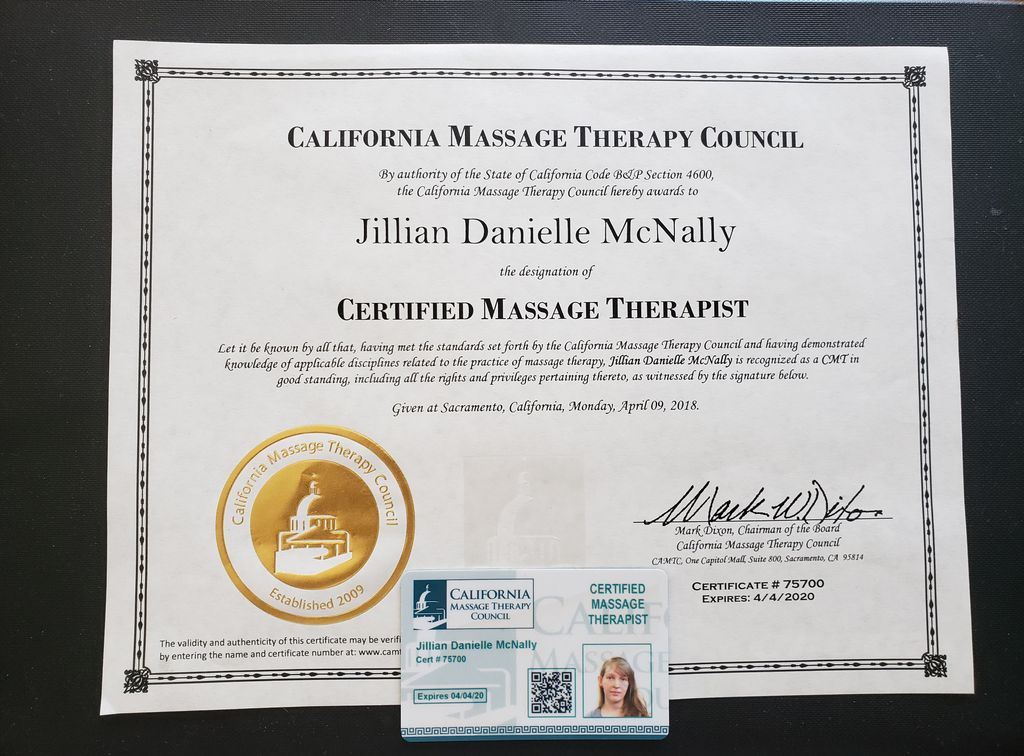 CALIFORNIA MASSAGE THERAPY COUNCIL
By authority of the State of California Code B&P Section 4600,
the California Massage Therapy Council hereby awards to
Jillian Danielle McNally
the designation of
CERTIFIED MASSAGE THERAPIST
Let it be known by all that, having met the standards set forth by the California Massage Therapy Council and having demonstrated
knowledge of applicable disciplines related to the practice of massage therapy, Jillian Danielle McNally is recognized as a CMT in
good standing, including all the rights and privileges pertaining thereto, as witnessed by the signature below.
Given at Sacramento, California, Monday, April 09, 2018.
California Massage Therapy Council
Established 2009
Mark W. Dixon
Mark Dixon, Chairman of the Board
California Massage Therapy Council
CAMTC, One Capitol Mall, Suite 800, Sacramento, CA 95814
CERTIFICATE # 75700
EXPIRES: 4/4/2020
The validity and authenticity of this certificate may be verifi
by entering the name and certificate number at: www.camt
CALIFORNIA
MASSAGE THERAPY
COUNCIL
CERTIFIED
MASSAGE
THERAPIST
Jillian Danielle McNally
Cert # 75700
Expires 04/04/20
CALIF
MASSAGE